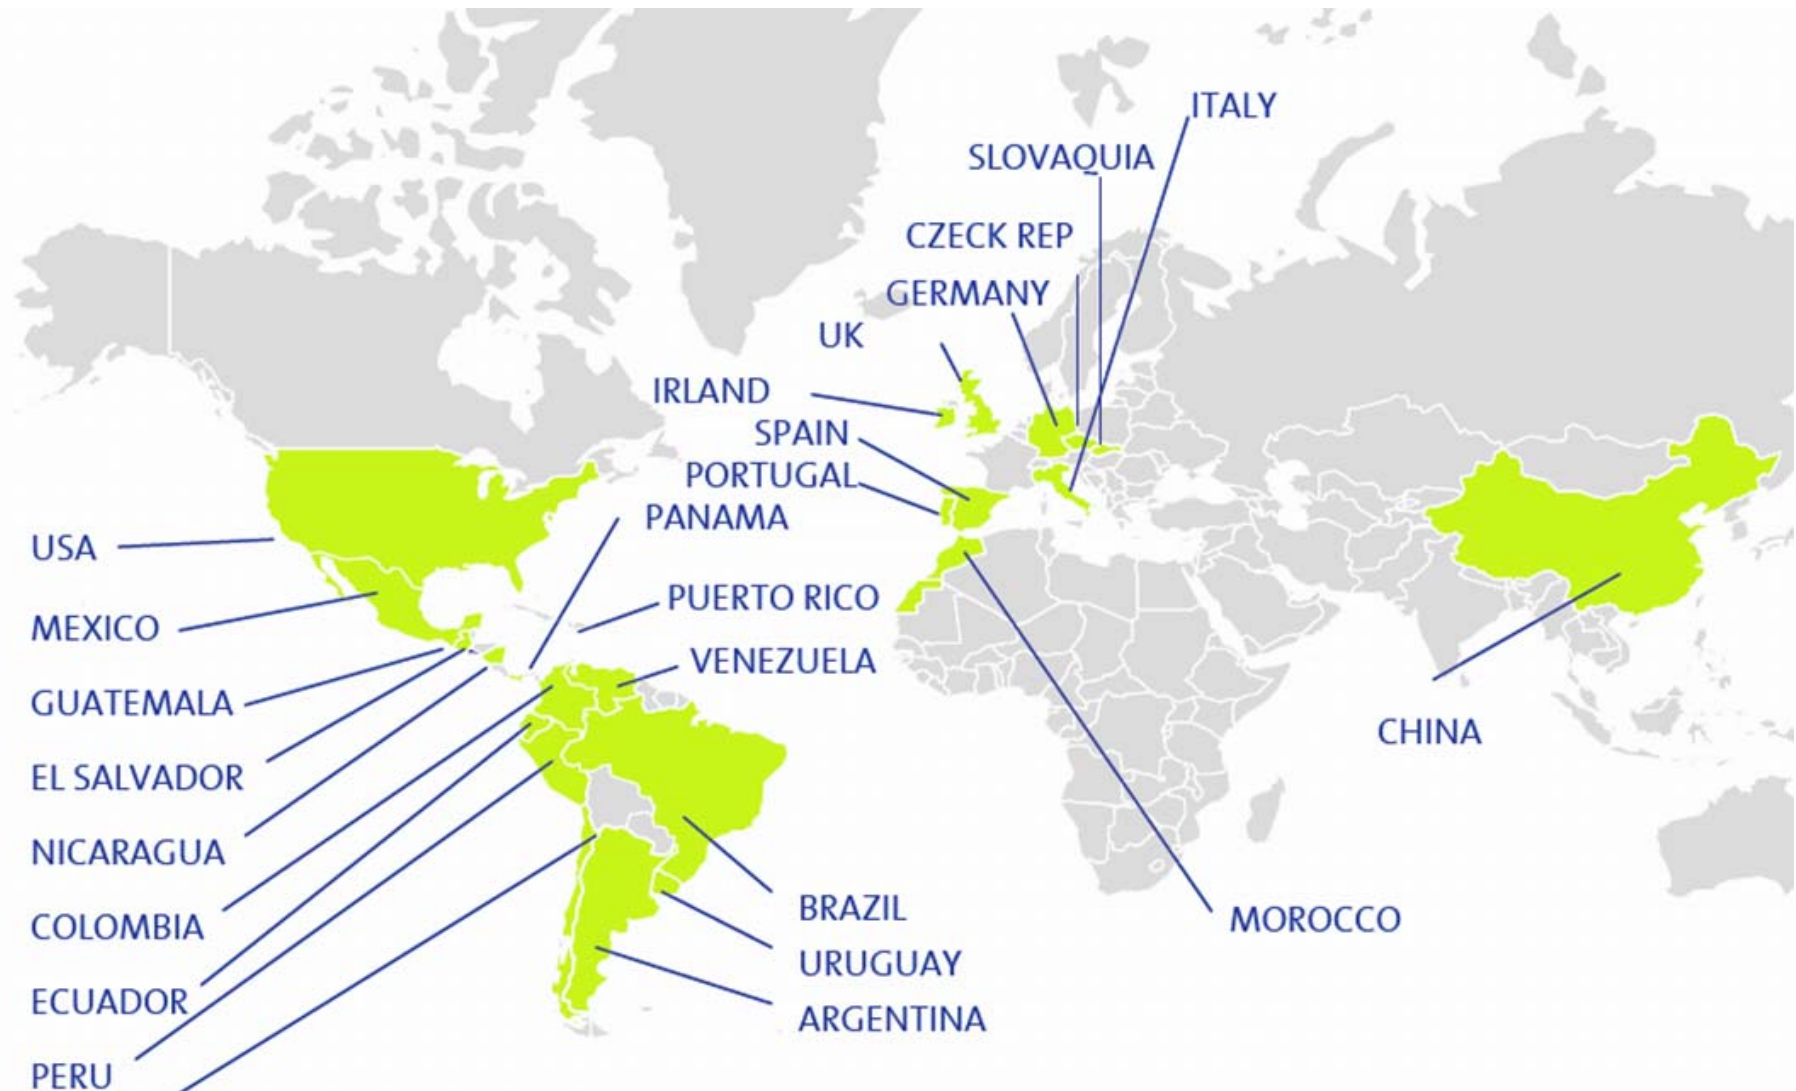 ITALY
SLOVAQUIA
CZECK REP
GERMANY
UK
IRLAND
SPAIN
PORTUGAL
PANAMA
USA
PUERTO RICO
MEXICO
VENEZUELA
GUATEMALA
CHINA
EL SALVADOR
NICARAGUA
BRAZIL
MOROCCO
COLOMBIA
URUGUAY
ECUADOR
ARGENTINA
PERU